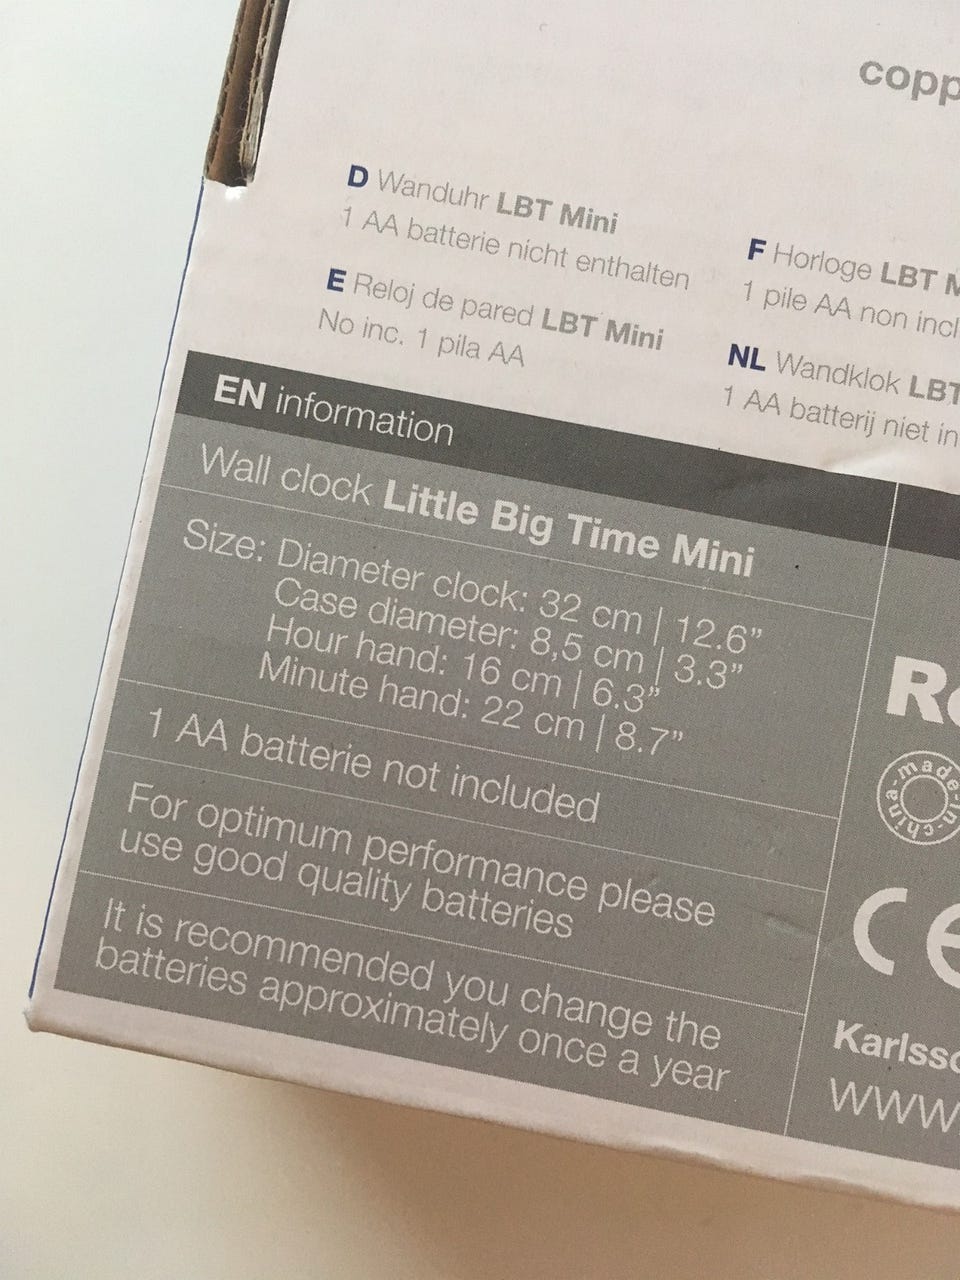 D Wanduhr LBT Mini
1 AA batterie nicht enthalten
E Reloj de pared LBT Mini
No inc. 1 pila AA
F Horloge LBT
1 pile AA non
NL Wandklok LBT
1 AA batterij niet
EN information
Wall clock Little Big Time Mini
Size: Diameter clock: 32 cm | 12.6”
Case diameter: 8,5 cm | 3.3”
Hour hand: 16 cm | 6.3”
Minute hand: 22 cm | 8.7”
1 AA batterie not included
For optimum performance please
use good quality batteries
It is recommended you change the
batteries approximately once a year
made-in-china
CE
www